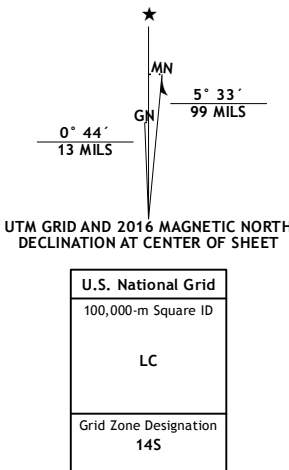 ★
MN
GN
5° 33´
99 MILS
0° 44´
13 MILS
UTM GRID AND 2016 MAGNETIC NORTH
DECLINATION AT CENTER OF SHEET
U.S. National Grid
100,000-m Square ID
LC
Grid Zone Designation
14S